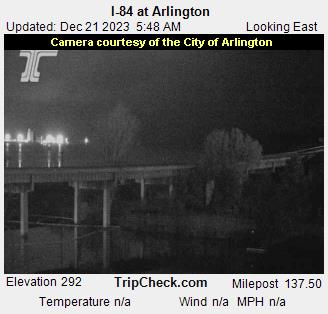 I-84 at Arlington
Updated: Dec 21 2023 5:48 AM Looking East
Camera courtesy of the City of Arlington
Elevation 292 TripCheck.com Milepost 137.50
Temperature n/a Wind n/a MPH n/a